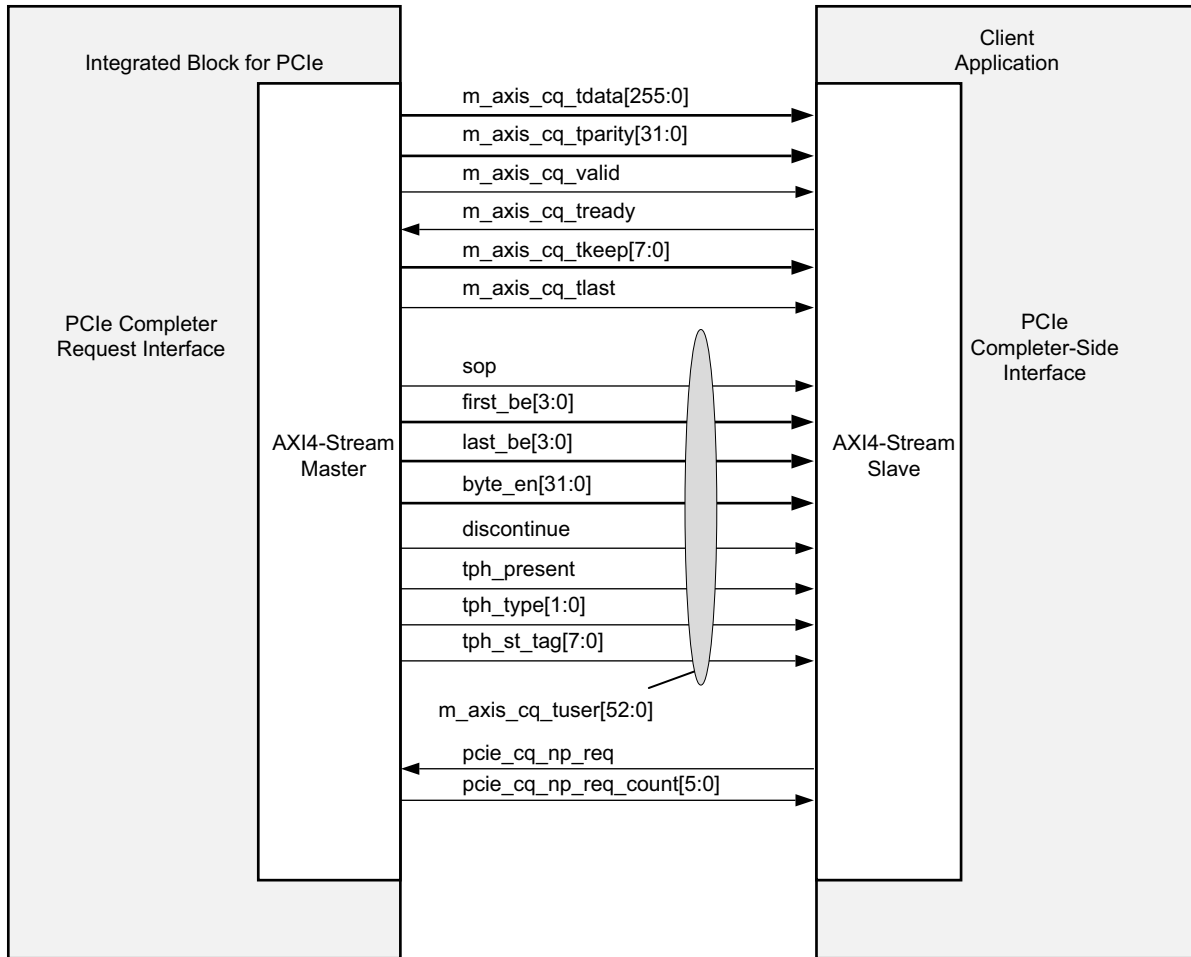 Integrated Block for PCIe
Client
Application
m_axis_cq_tdata[255:0]
m_axis_cq_tparity[31:0]
m_axis_cq_valid
m_axis_cq_tready
m_axis_cq_tkeep[7:0]
m_axis_cq_tlast
PCIe Completer
Request Interface
PCIe
Completer-Side
Interface
sop
first_be[3:0]
last_be[3:0]
AXI4-Stream
Master
AXI4-Stream
Slave
byte_en[31:0]
discontinue
tph_present
tph_type[1:0]
tph_st_tag[7:0]
m_axis_cq_tuser[52:0]
pcie_cq_np_req
pcie_cq_np_req_count[5:0]